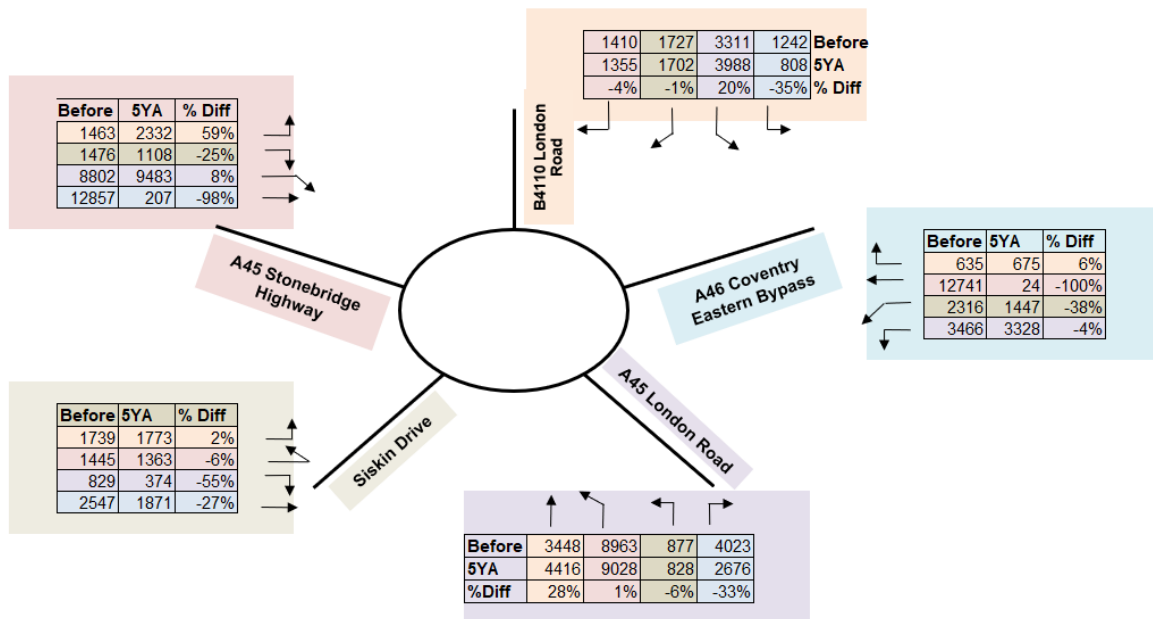 1410 1727 3311 1242 Before
1355 1702 3988 808 5YA
-4% -1% 20% -35% % Diff
Before 5YA % Diff
1463 2332 59%
1476 1108 -25%
8802 9483 8%
12857 207 -98%
B4110 London
Road
A45 Stonebridge
Highway
A46 Coventry
Eastern Bypass
Before 5YA % Diff
635 675 6%
12741 24 -100%
2316 1447 -38%
3466 3328 -4%
Before 5YA % Diff
1739 1773 2%
1445 1363 -6%
829 374 -55%
2547 1871 -27%
Siskin Drive
A45 London Road
Before 3448 8963 877 4023
5YA 4416 9028 828 2676
%Diff 28% 1% -6% -33%